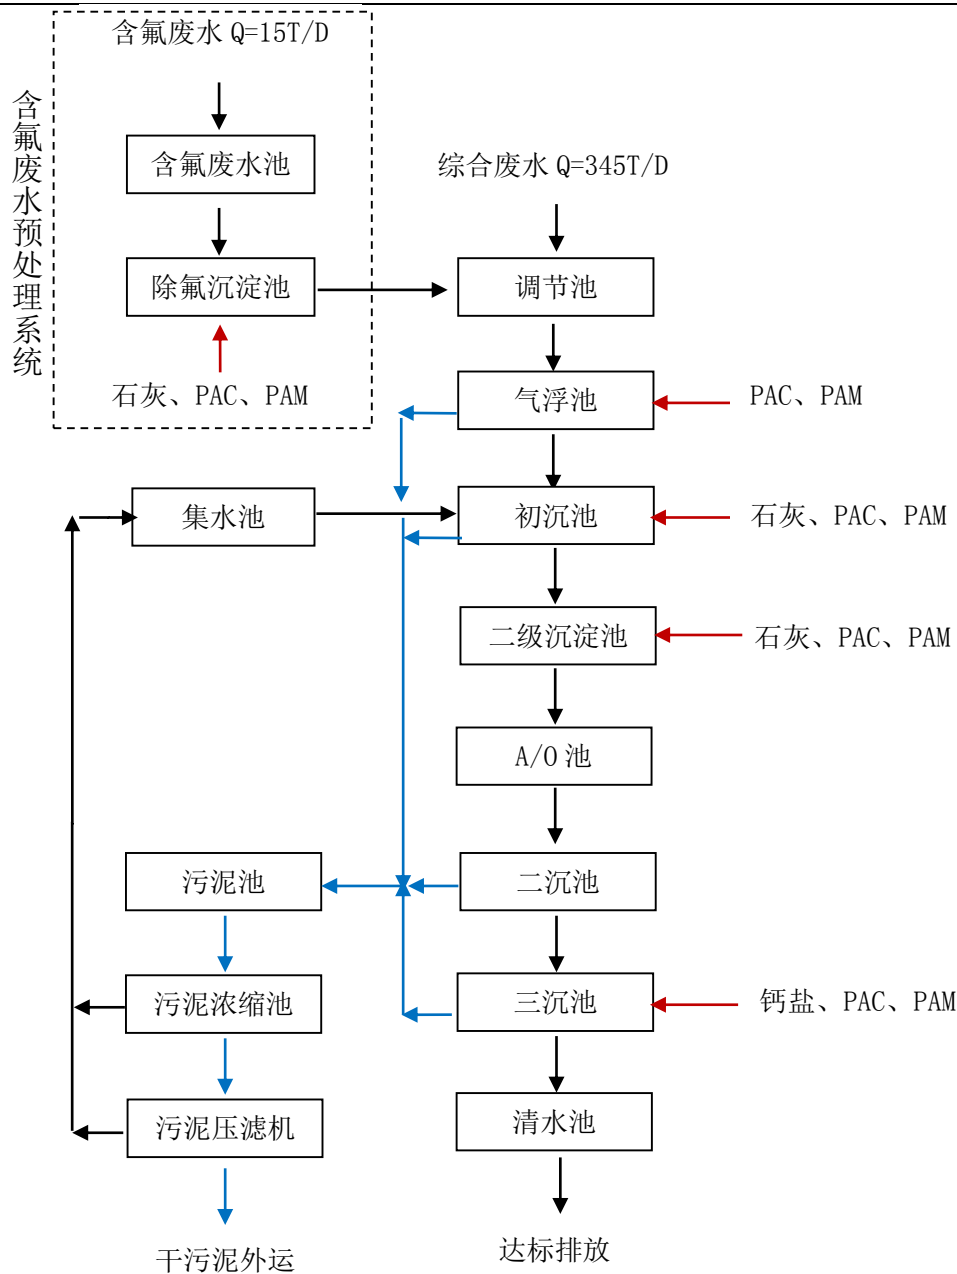 含氟废水 Q=15T/D
含氟废水预处理系统
含氟废水池
综合废水 Q=345T/D
除氟沉淀池
调节池
石灰、PAC、PAM
气浮池
PAC、PAM
集水池
初沉池
石灰、PAC、PAM
二级沉淀池
石灰、PAC、PAM
A/O 池
污泥池
二沉池
污泥浓缩池
三沉池
钙盐、PAC、PAM
污泥压滤机
清水池
干污泥外运
达标排放